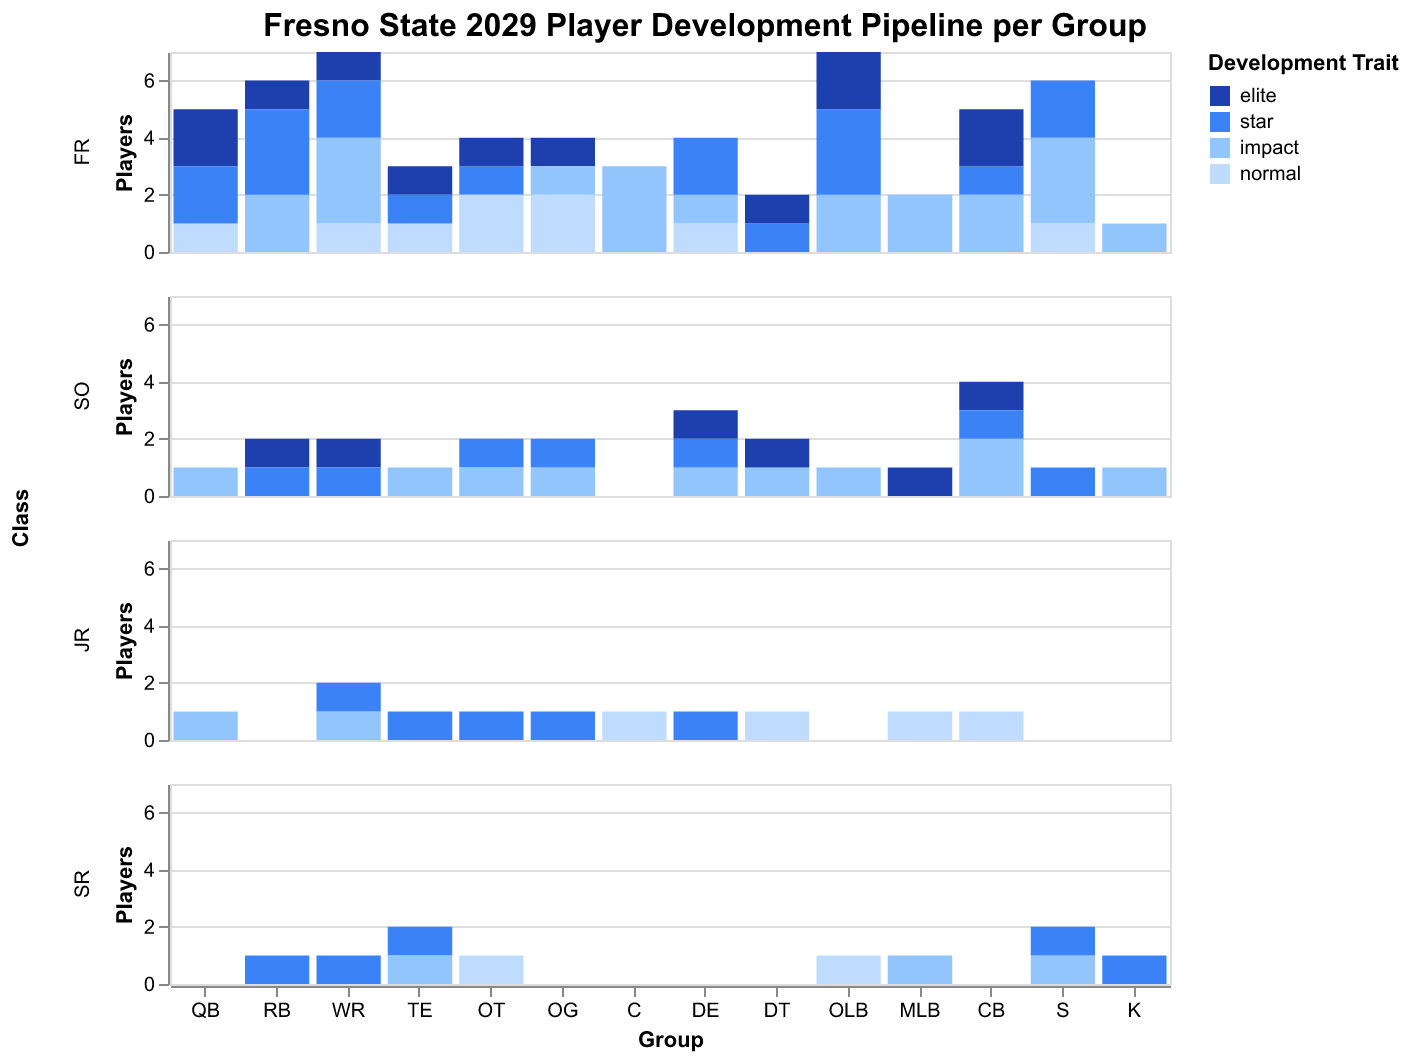 Fresno State 2029 Player Development Pipeline per Group
Development Trait
elite
star
impact
normal
Class
FR
Players
6
4
2
0
SO
Players
6
4
2
0
JR
Players
6
4
2
0
SR
Players
6
4
2
0
QB RB WR TE OT OG C DE DT OLB MLB CB S K
Group